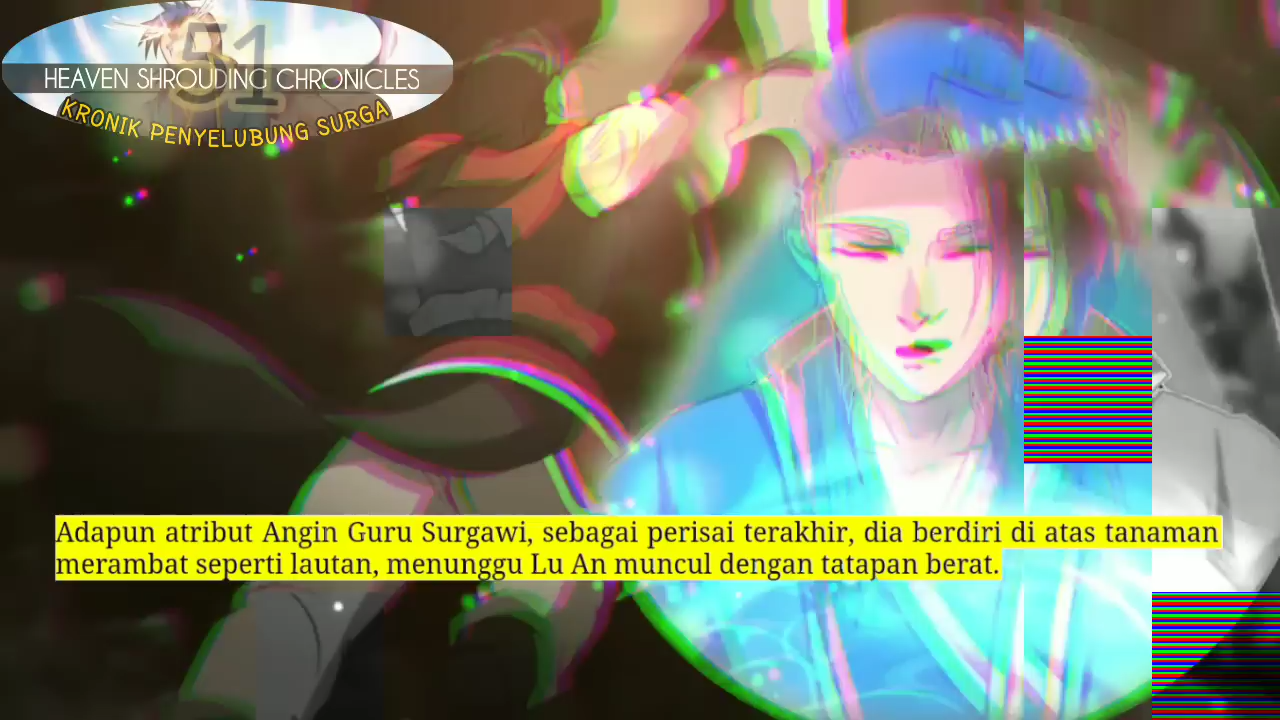 51
HEAVEN SHROUDING CHRONICLES
KRONIK PENYELUBUNG SURGA
Adapun atribut Angin Guru Surgawi, sebagai perisai terakhir, dia berdiri di atas tanaman
merambat seperti lautan, menunggu Lu An muncul dengan tatapan berat.